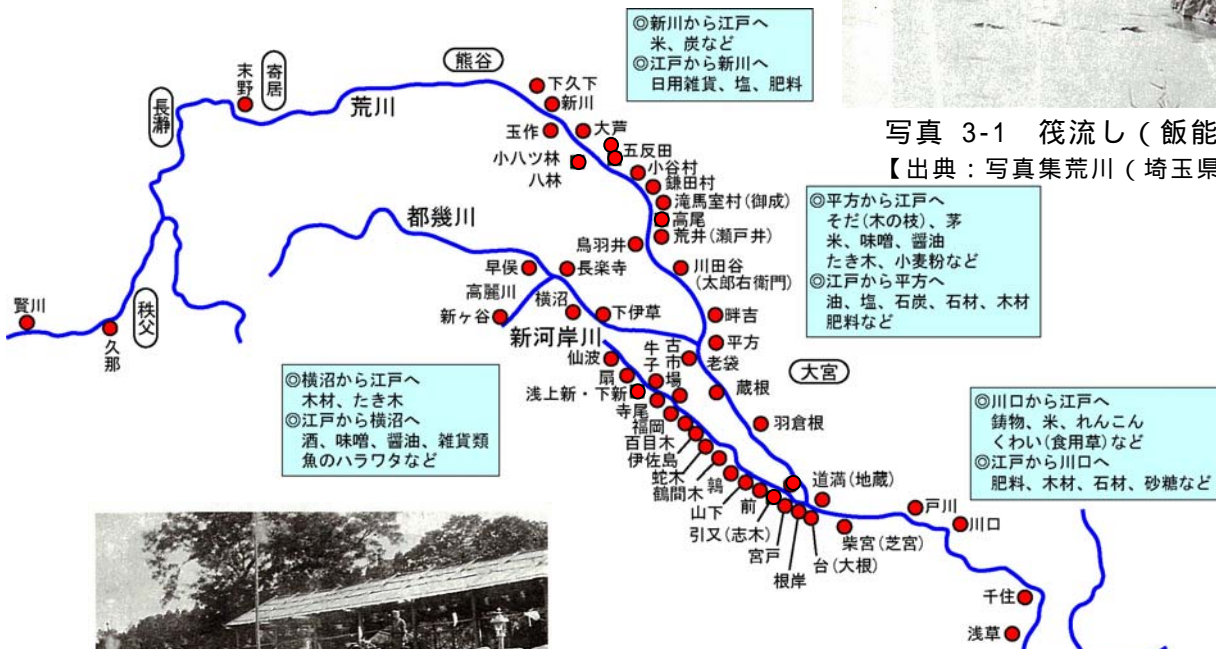 ◎新川から江戸へ
米、炭など
◎江戸から新川へ
日用雑貨、塩、肥料
写真 3-1 筏流し（飯能
【出典：写真集荒川（埼玉県
熊谷
寄居
末野
長瀞
荒川
下久下
新川
玉作
大芦
五反田
小八ツ林
八林
小谷村
鎌田村
滝馬室村(御成)
高尾
荒井(瀬戸井)
鳥羽井
川田谷
(太郎右衛門)
都幾川
早俣
長楽寺
高麗川
横沼
下伊草
新ヶ谷
新河岸川
畔吉
平方
賢川
久那
秩父
◎平方から江戸へ
そだ(木の枝)、茅
米、味噌、醤油
たき木、小麦粉など
◎江戸から平方へ
油、塩、石炭、石材、木材
肥料など
仙波
牛子
古市場
老袋
大宮
扇
浅上新・下新
蔵根
寺尾
福岡
羽倉根
百目木
伊佐島
蛇木
鶴間木
鶉
山下
前
引又(志木)
宮戸
根岸
台(大根)
道満(地蔵)
柴宮(芝宮)
戸川
川口
千住
浅草
◎横沼から江戸へ
木材、たき木
◎江戸から横沼へ
酒、味噌、醤油、雑貨類
魚のハラワタなど
◎川口から江戸へ
鋳物、米、れんこん
くわい(食用草)など
◎江戸から川口へ
肥料、木材、石材、砂糖など